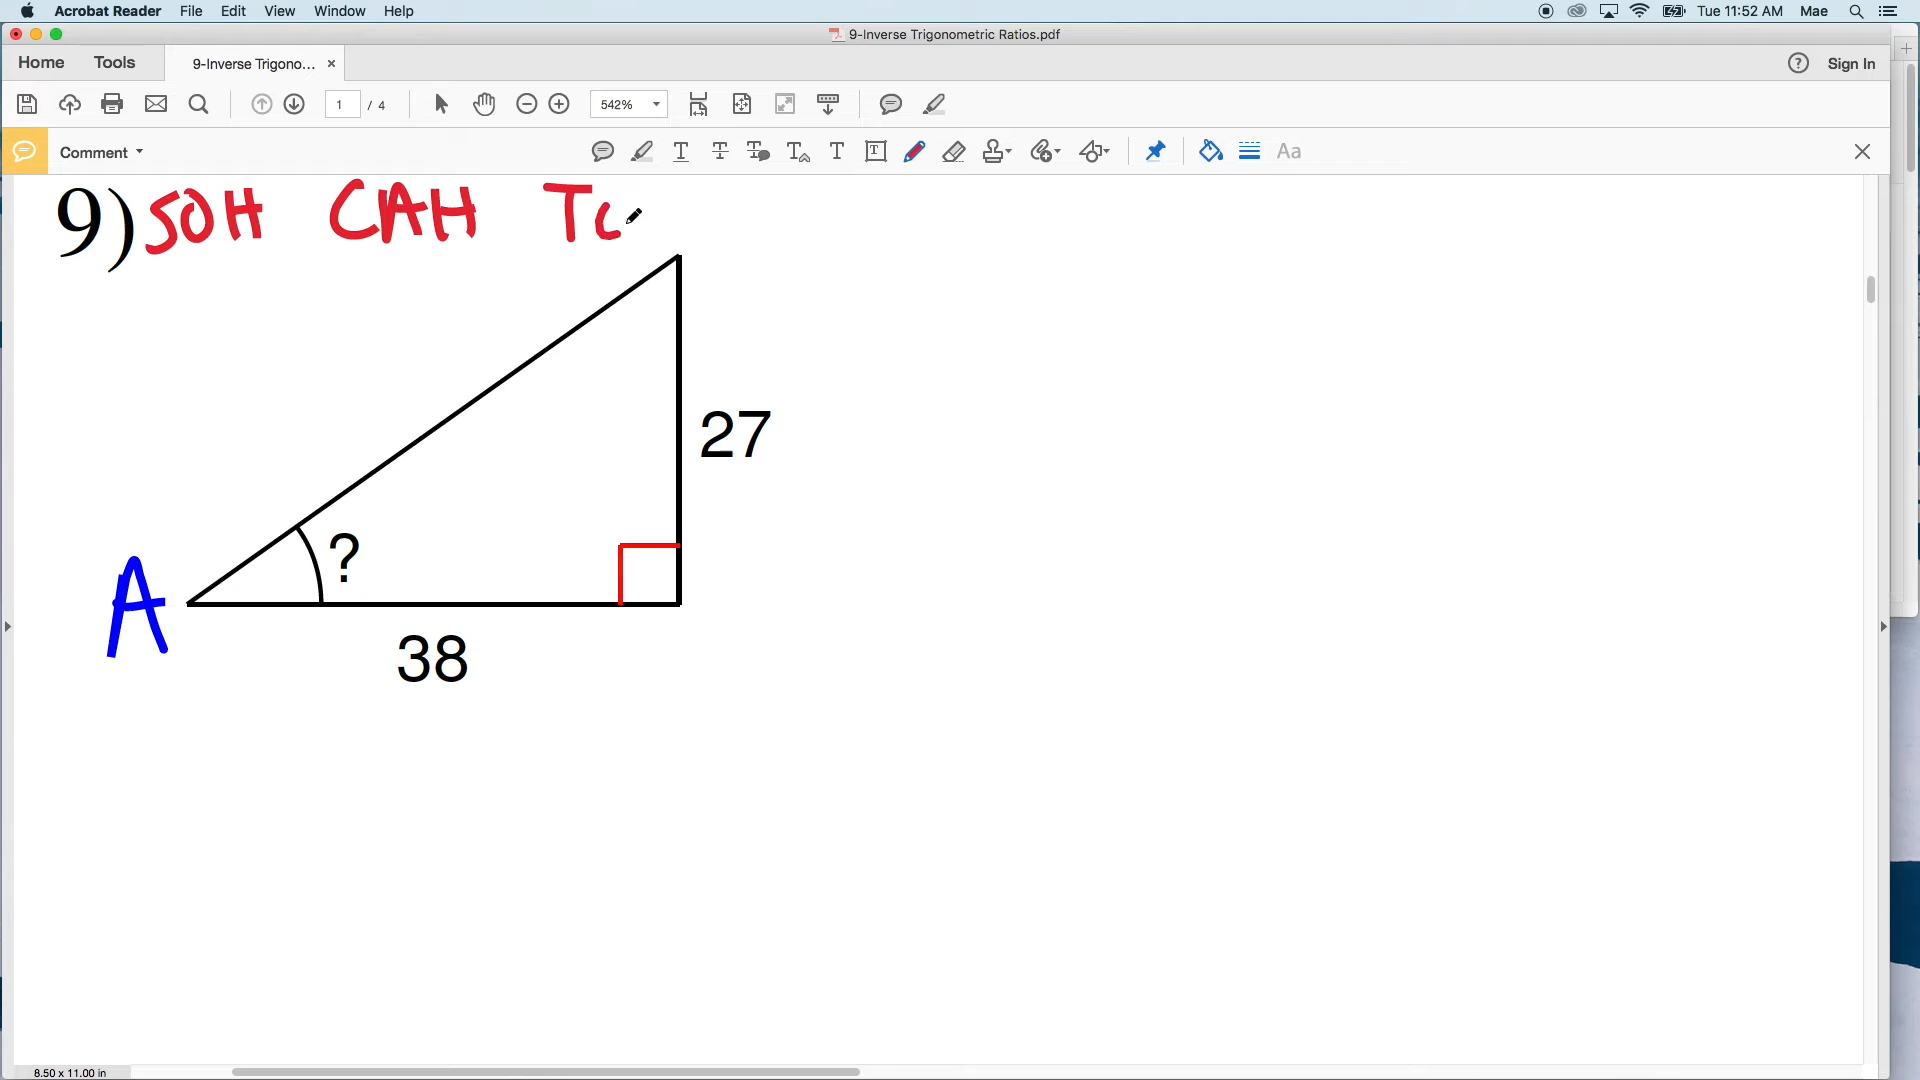 Acrobat Reader File Edit View Window Help Tue 11:52 AM Mae
9-Inverse Trigonometric Ratios.pdf
Home Tools 9-Inverse Trigono... × ? Sign In
1 / 4 542%
Comment T T T T T T Aa
9) SOH CAH TO
27
?
A
38
8.50 x 11.00 in